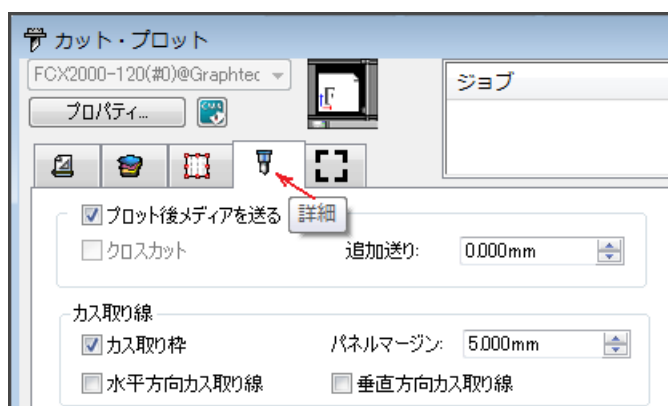 カット・プロット
FCX2000-120(#0)@Graphtec
ジョブ
プロパティ...
プロット後メディアを送る
詳細
クロスカット
追加送り:
0.000mm
カス取り線
カス取り枠
パネルマージン:
5.000mm
水平方向カス取り線
垂直方向カス取り線